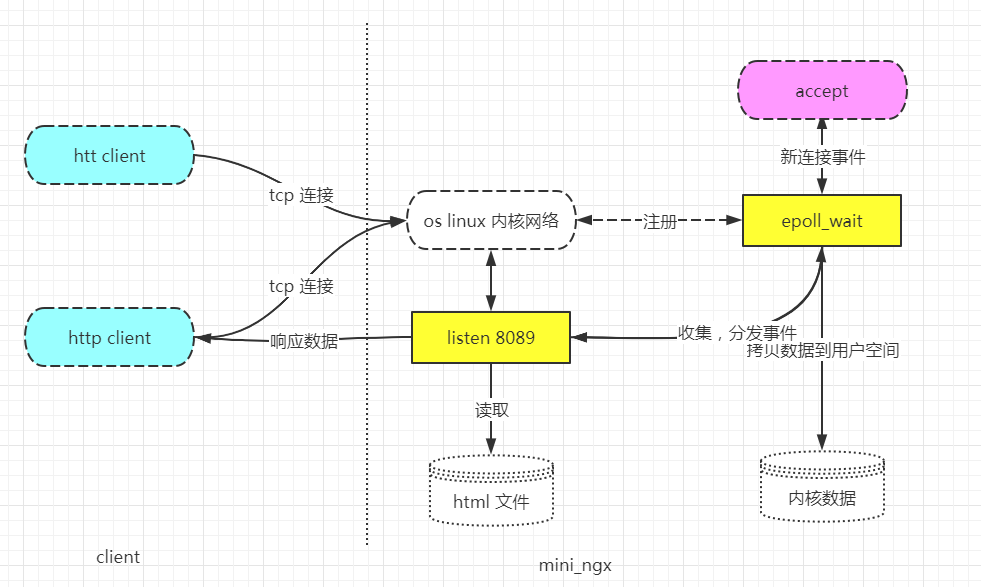 accept
htt client
新连接事件
tcp 连接
os linux 内核网络
注册
epoll_wait
tcp 连接
http client
响应数据
listen 8089
收集，分发事件
拷贝数据到用户空间
读取
html 文件
内核数据
client
mini_ngx